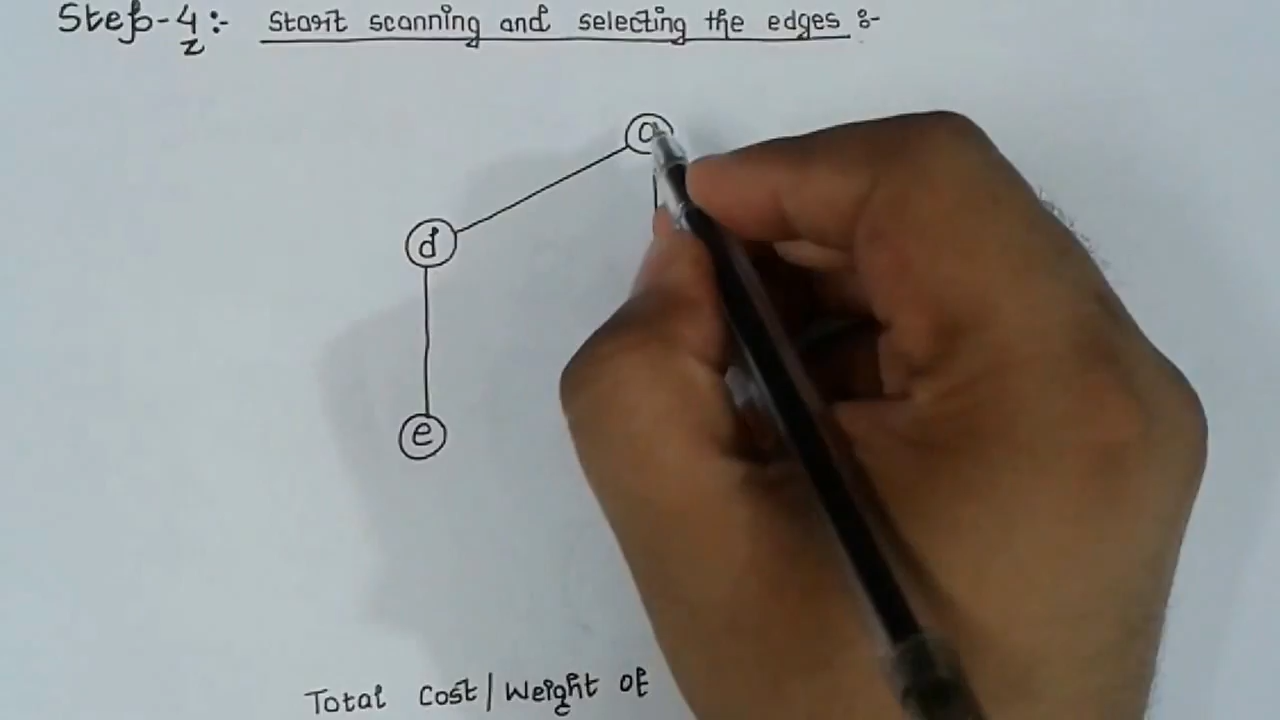 Step-4:- Start scanning and selecting the edges :-
d
e
Total Cost/Weight of